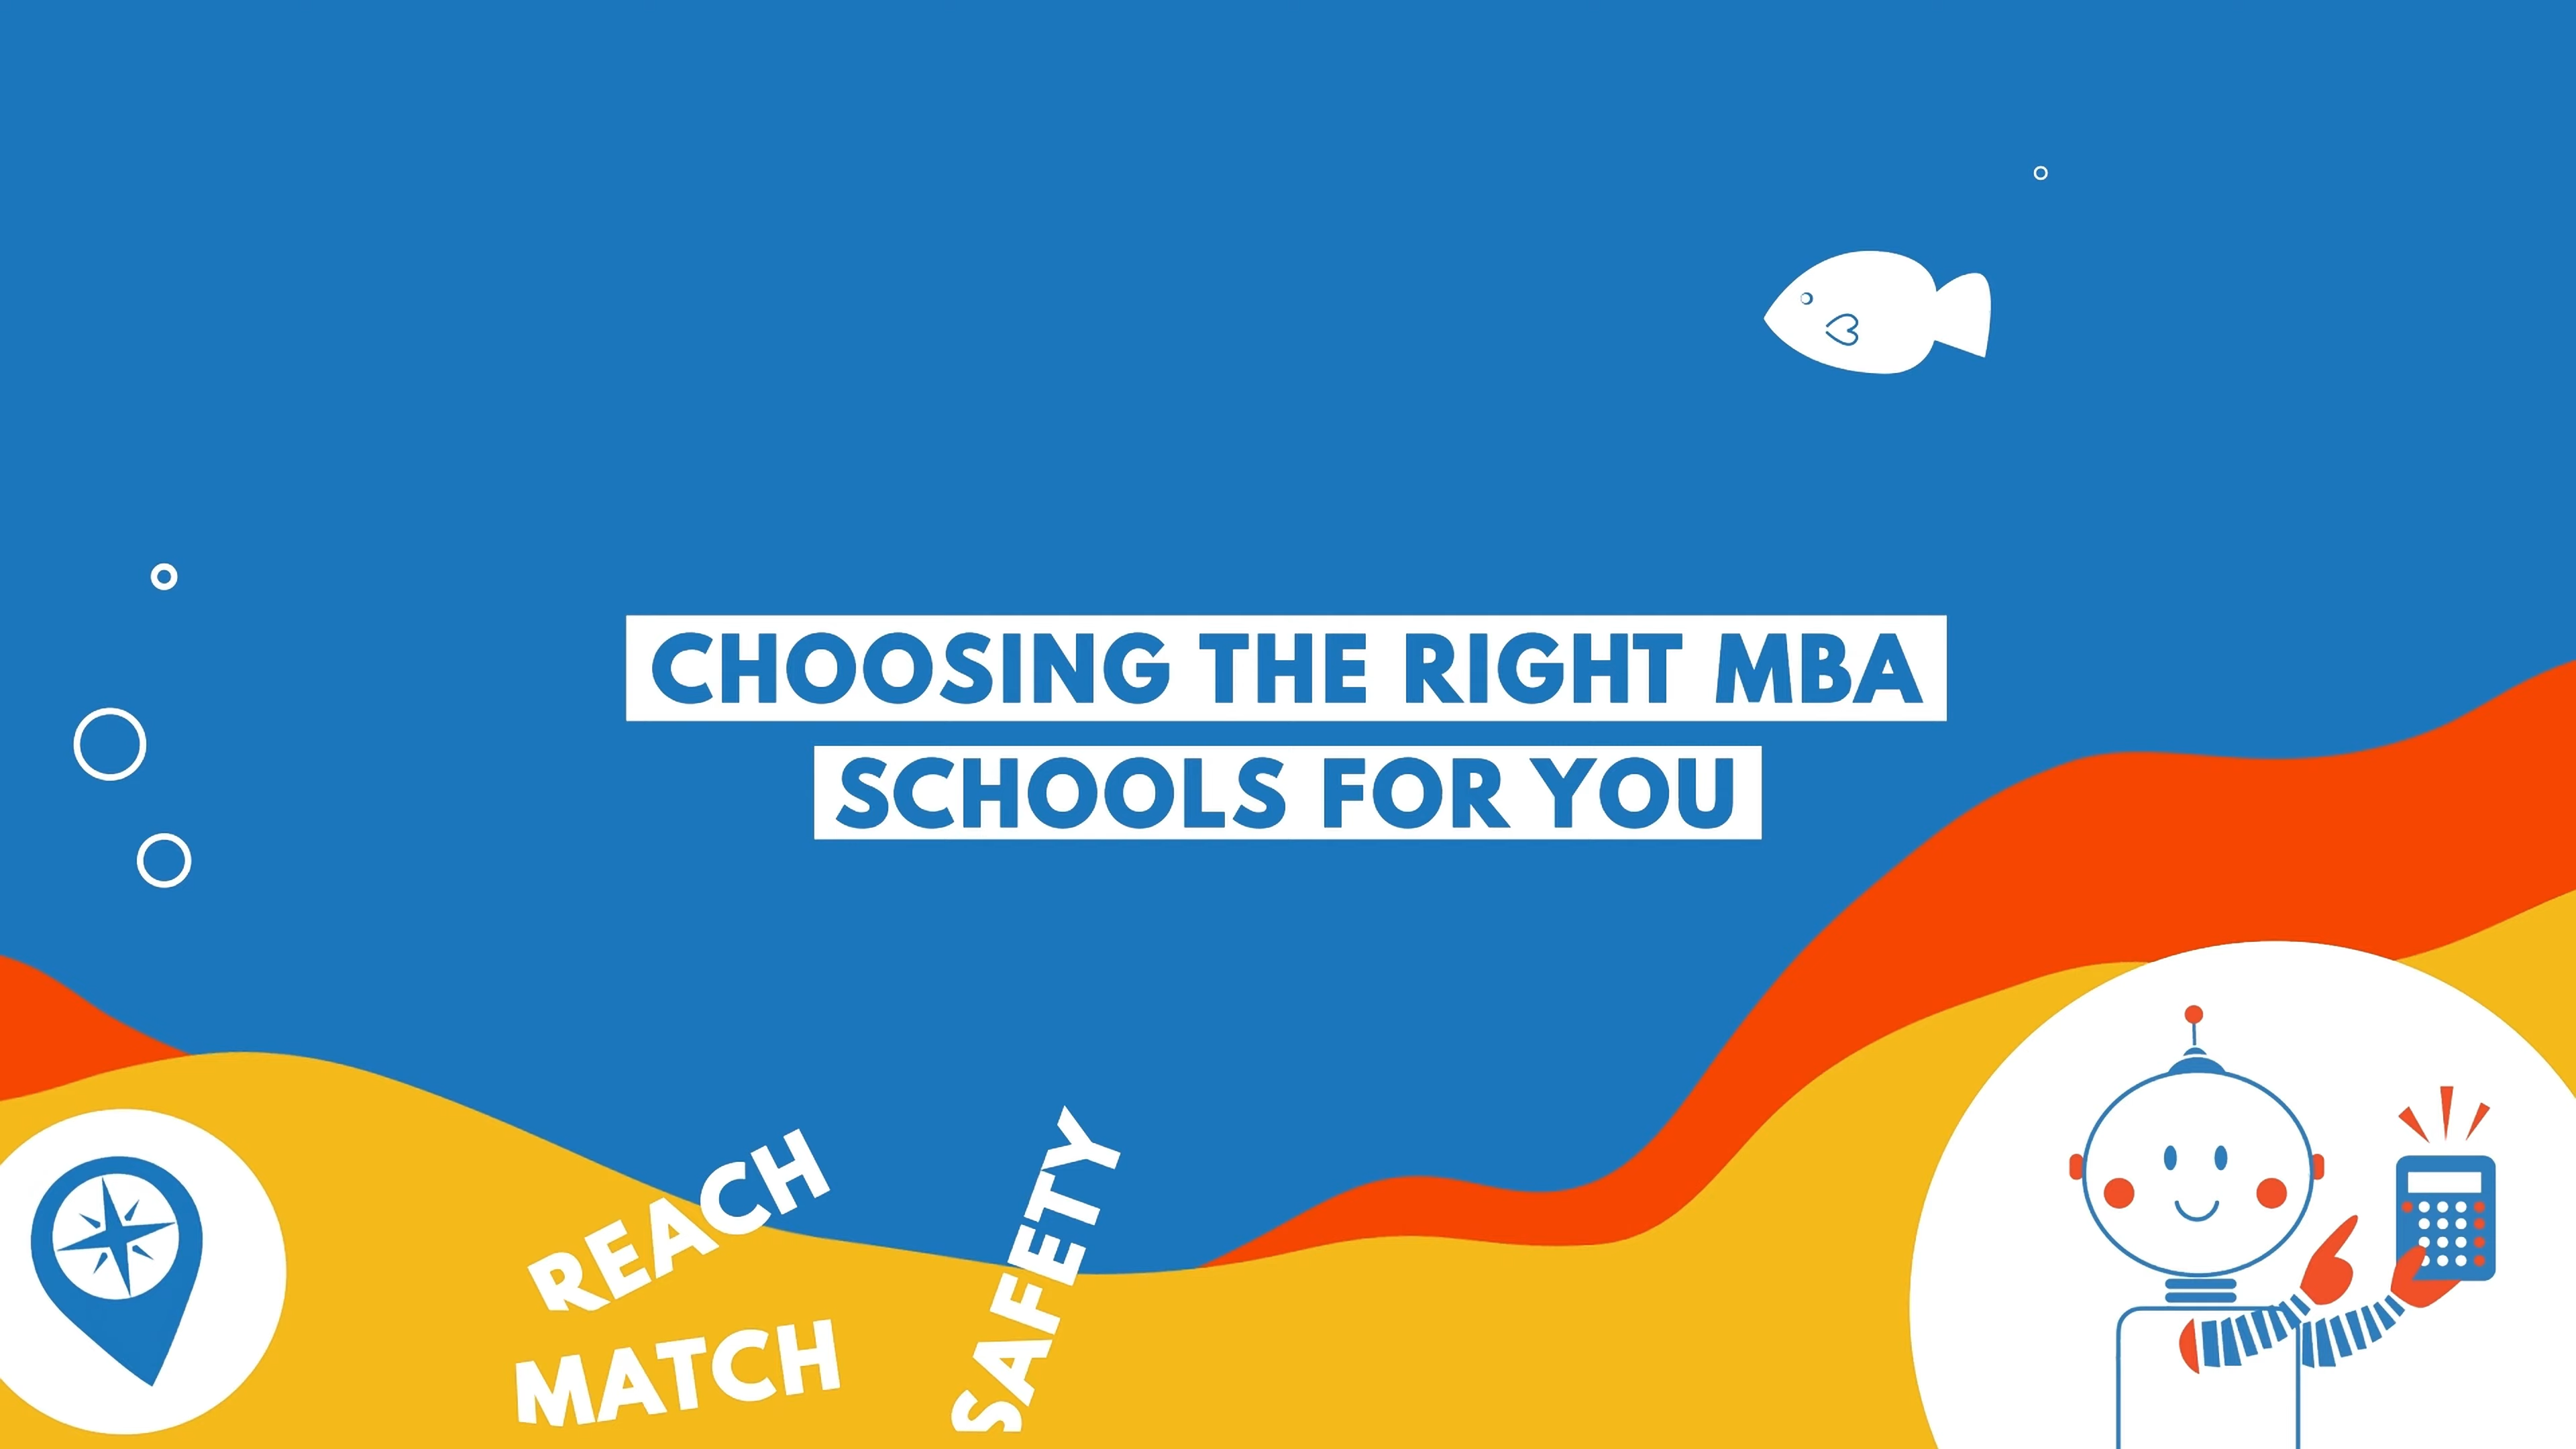 CHOOSING THE RIGHT MBA
SCHOOLS FOR YOU
REACH
MATCH
SAFETY